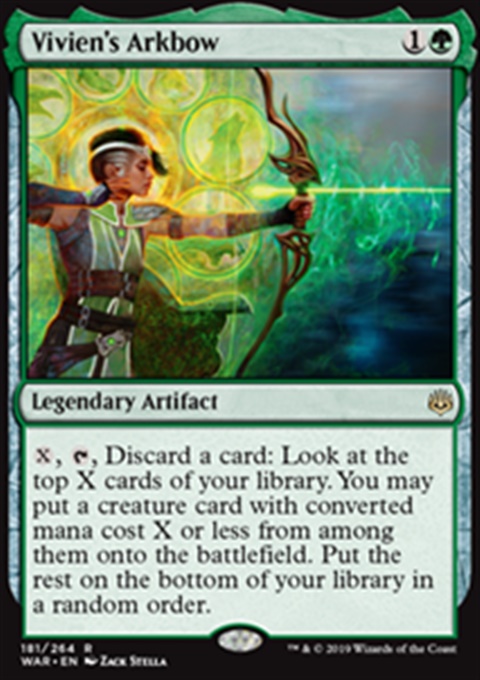 Vivien's Arkbow 1
Legendary Artifact
X, T, Discard a card: Look at the
top X cards of your library. You may
put a creature card with converted
mana cost X or less from among
them onto the battlefield. Put the
rest on the bottom of your library in
a random order.
181/264 R
WAR • EN Zack Stella
™ & © 2019 Wizards of the Coast